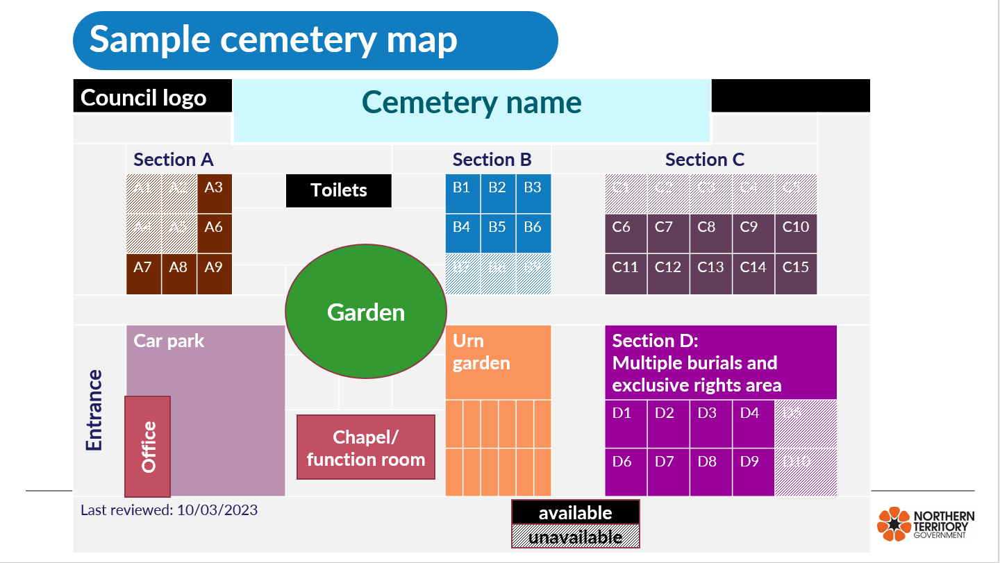 Sample cemetery map
Council logo
Cemetery name
Section A
Section B
Section C
A1 A2 A3
Toilets
B1 B2 B3
C1 C2 C3 C4 C5
A4 A5 A6
B4 B5 B6
C6 C7 C8 C9 C10
A7 A8 A9
B7 B8 B9
C11 C12 C13 C14 C15
Garden
Car park
Urn
garden
Section D:
Multiple burials and
exclusive rights area
Entrance
Office
Chapel/
function room
D1 D2 D3 D4 D5
D6 D7 D8 D9 D10
Last reviewed: 10/03/2023
available
unavailable
NORTHERN
TERRITORY
GOVERNMENT